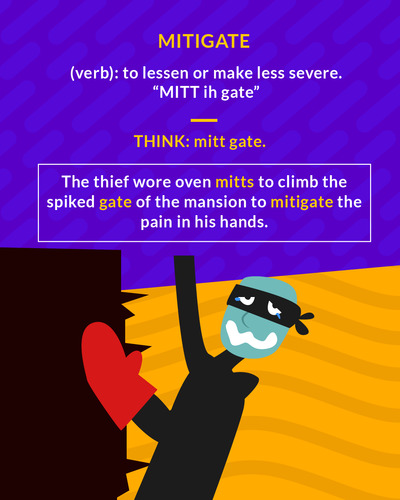 MITIGATE
(verb): to lessen or make less severe.
“MITT ih gate”
THINK: mitt gate.
The thief wore oven mitts to climb the
spiked gate of the mansion to mitigate the
pain in his hands.